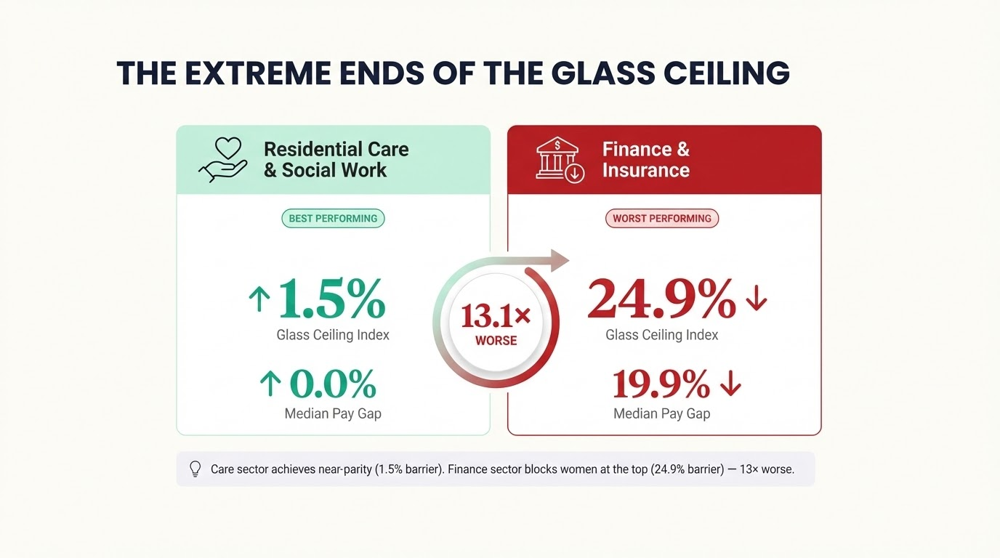 THE EXTREME ENDS OF THE GLASS CEILING
$
Residential Care
& Social Work
BEST PERFORMING
↑ 1.5%
Glass Ceiling Index
↑ 0.0%
Median Pay Gap
13.1×
WORSE
Finance &
Insurance
WORST PERFORMING
24.9% ↓
Glass Ceiling Index
19.9% ↓
Median Pay Gap
Care sector achieves near-parity (1.5% barrier). Finance sector blocks women at the top (24.9% barrier) — 13× worse.